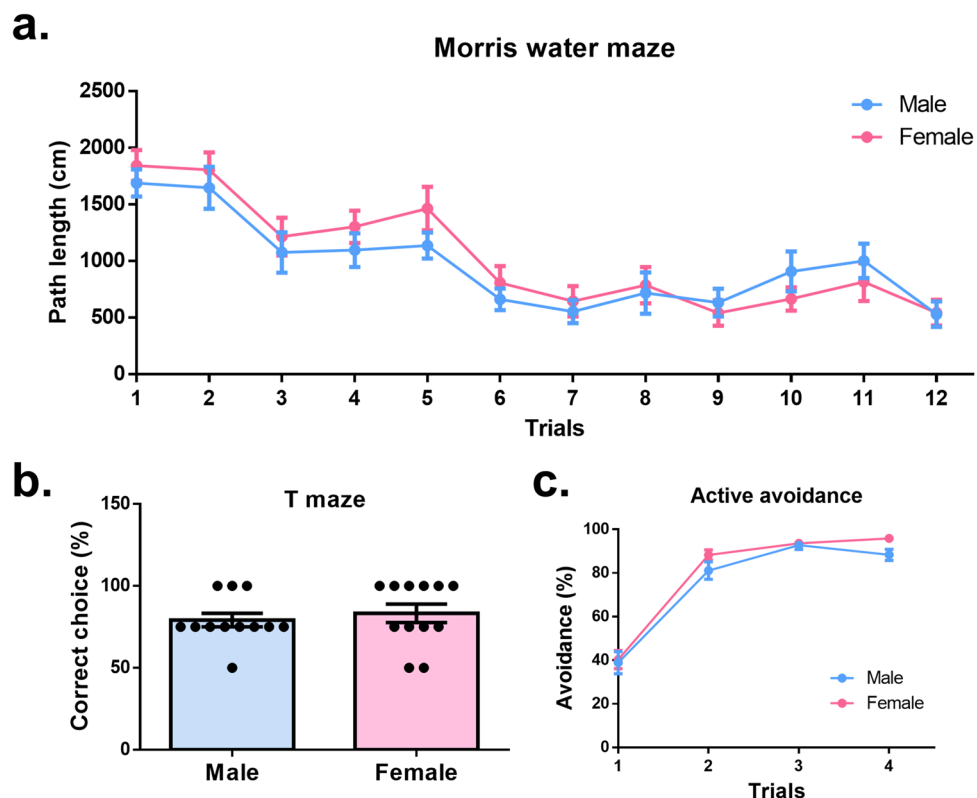 a.
Morris water maze
Path length (cm)
2500
2000
1500
1000
500
0
Male
Female
1 2 3 4 5 6 7 8 9 10 11 12
Trials
b.
T maze
Correct choice (%)
150
100
50
0
Male Female
c.
Active avoidance
Avoidance (%)
100
80
60
40
20
0
Male
Female
1 2 3 4
Trials